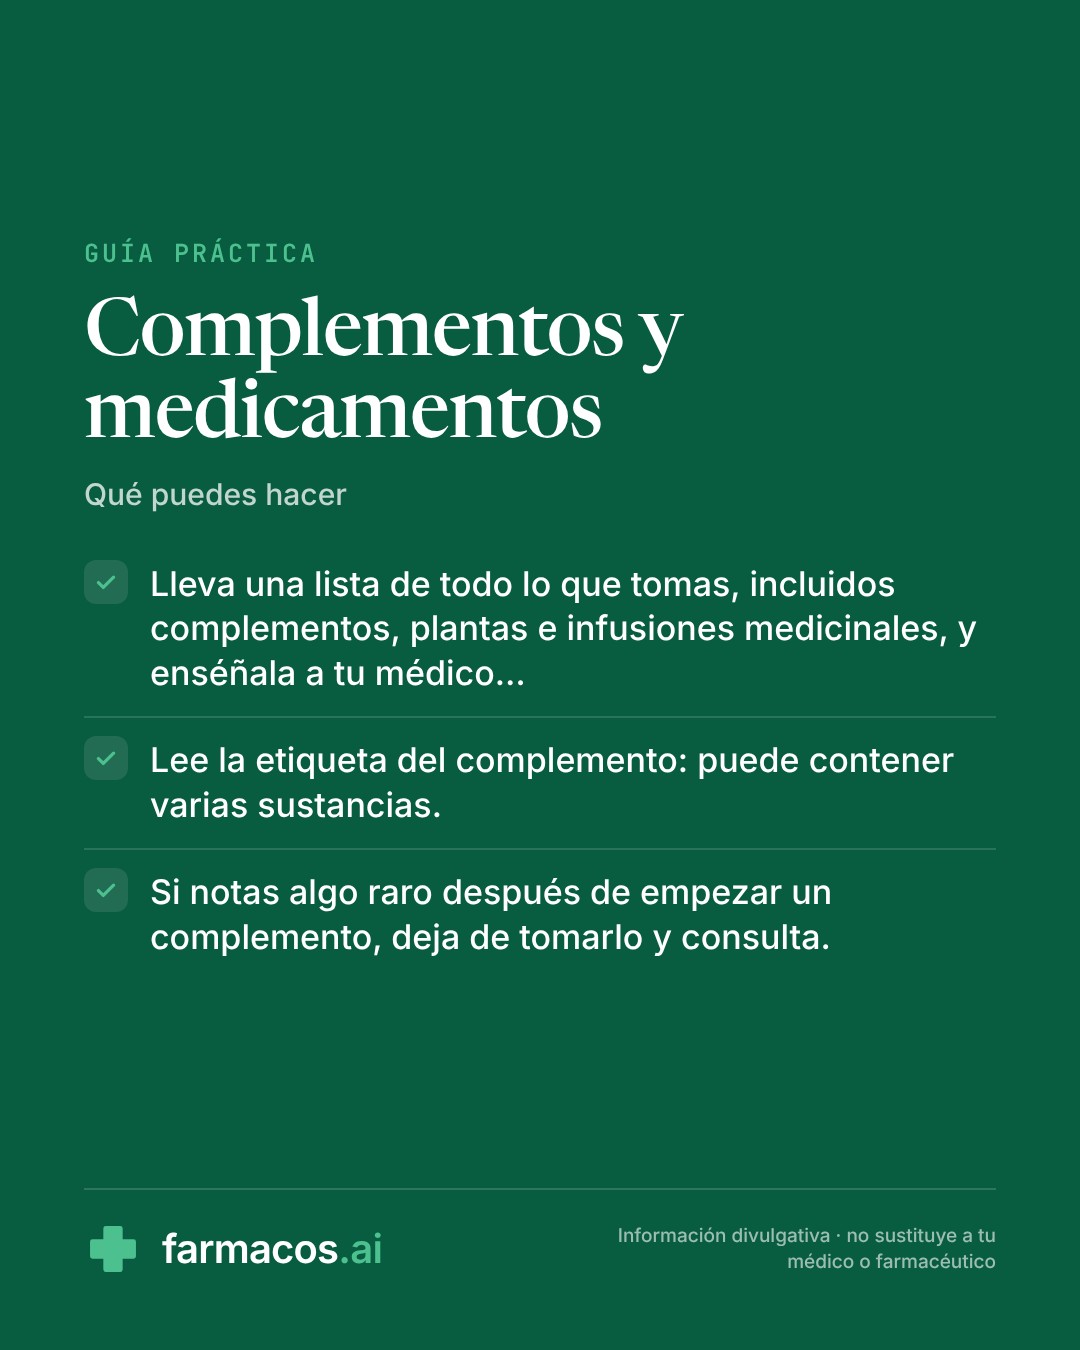 GUÍA PRÁCTICA
Complementos y
medicamentos
Qué puedes hacer
Lleva una lista de todo lo que tomas, incluidos
complementos, plantas e infusiones medicinales, y
enséñala a tu médico…
Lee la etiqueta del complemento: puede contener
varias sustancias.
Si notas algo raro después de empezar un
complemento, deja de tomarlo y consulta.
farmacos.ai
Información divulgativa · no sustituye a tu
médico o farmacéutico